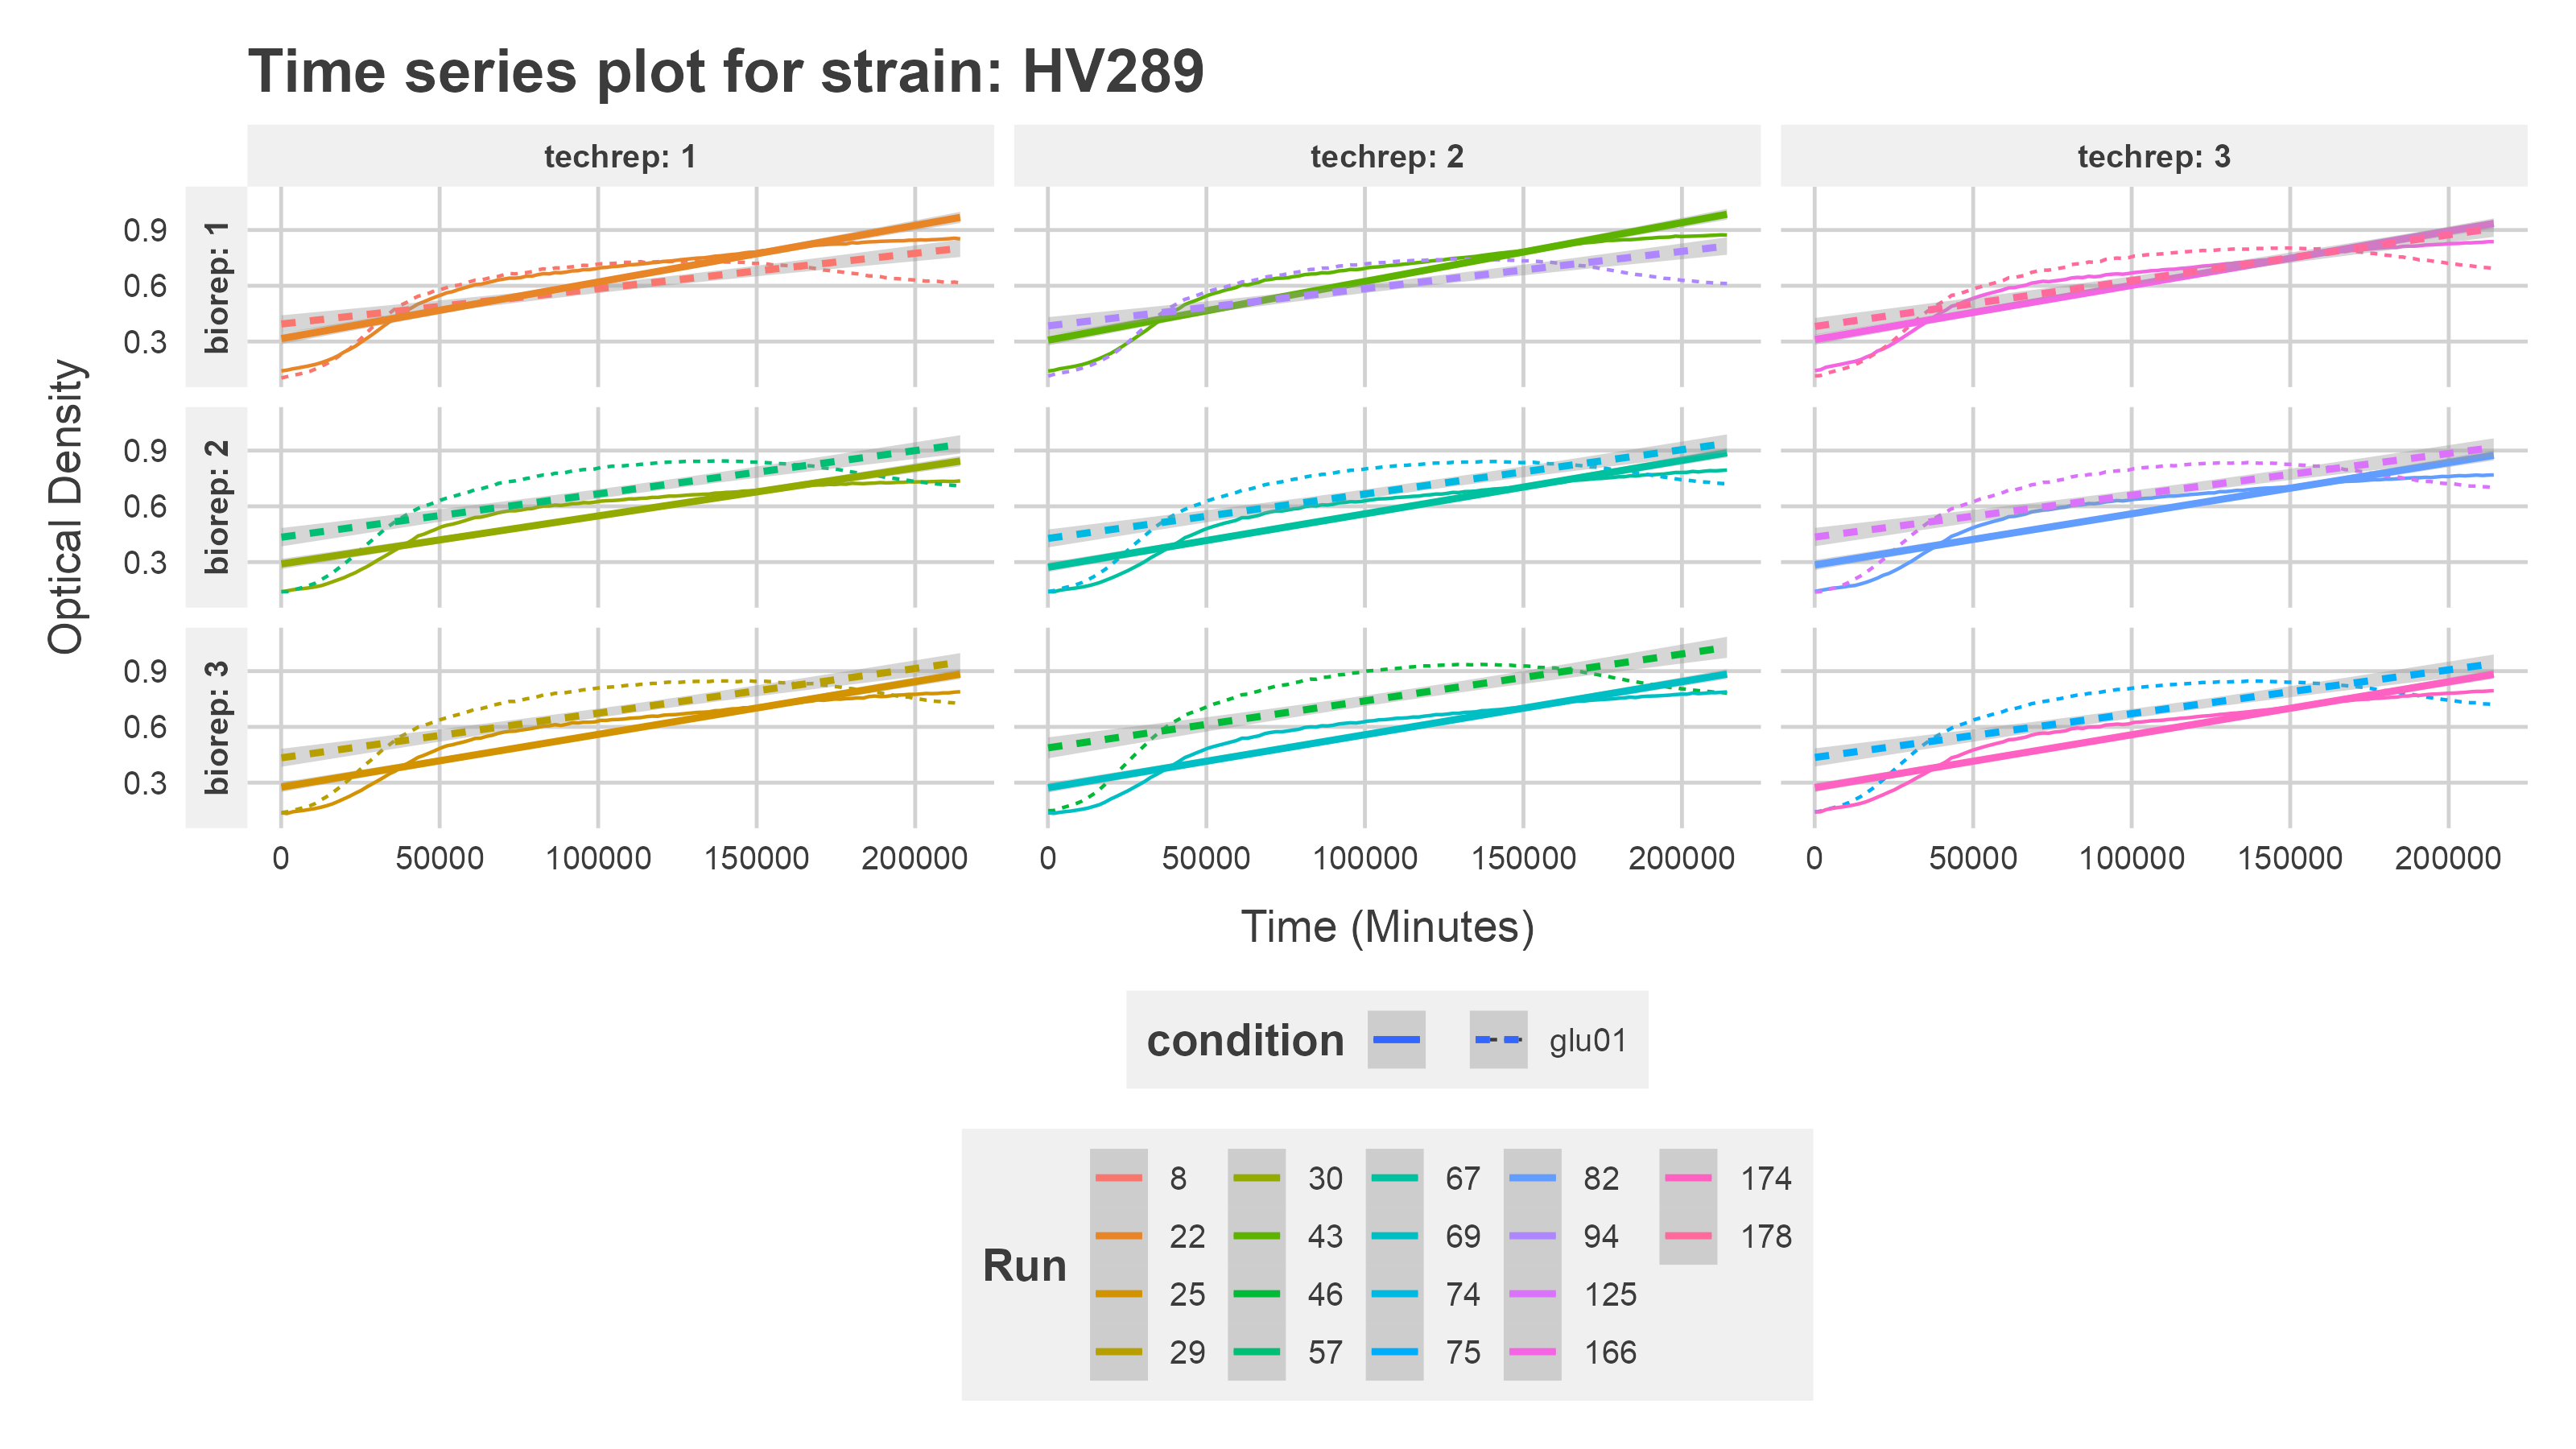 Time series plot for strain: HV289
techrep: 1
techrep: 2
techrep: 3
Optical Density
biorep: 1
0.9
0.6
0.3
biorep: 2
0.9
0.6
0.3
biorep: 3
0.9
0.6
0.3
0 50000 100000 150000 200000
0 50000 100000 150000 200000
0 50000 100000 150000 200000
Time (Minutes)
condition glu01
Run
8 30 67 82 174
22 43 69 94 178
25 46 74 125
29 57 75 166